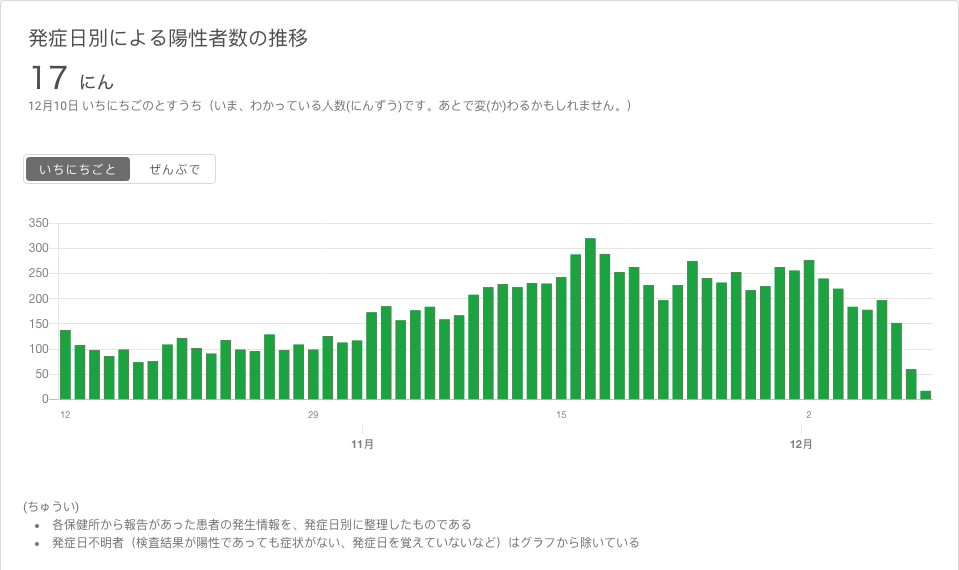 発症日別による陽性者数の推移
17 にん
12月10日 いちにちごのとすうち（いま、わかっている人数(にんずう)です。あとで変(か)わるかもしれません。）
いちにちごと ぜんぶで
350
300
250
200
150
100
50
0
12 29 15 2
11月 12月
(ちゅうい)
• 各保健所から報告があった患者の発生情報を、発症日別に整理したものである
• 発症日不明者（検査結果が陽性であっても症状がない、発症日を覚えていないなど）はグラフから除いている